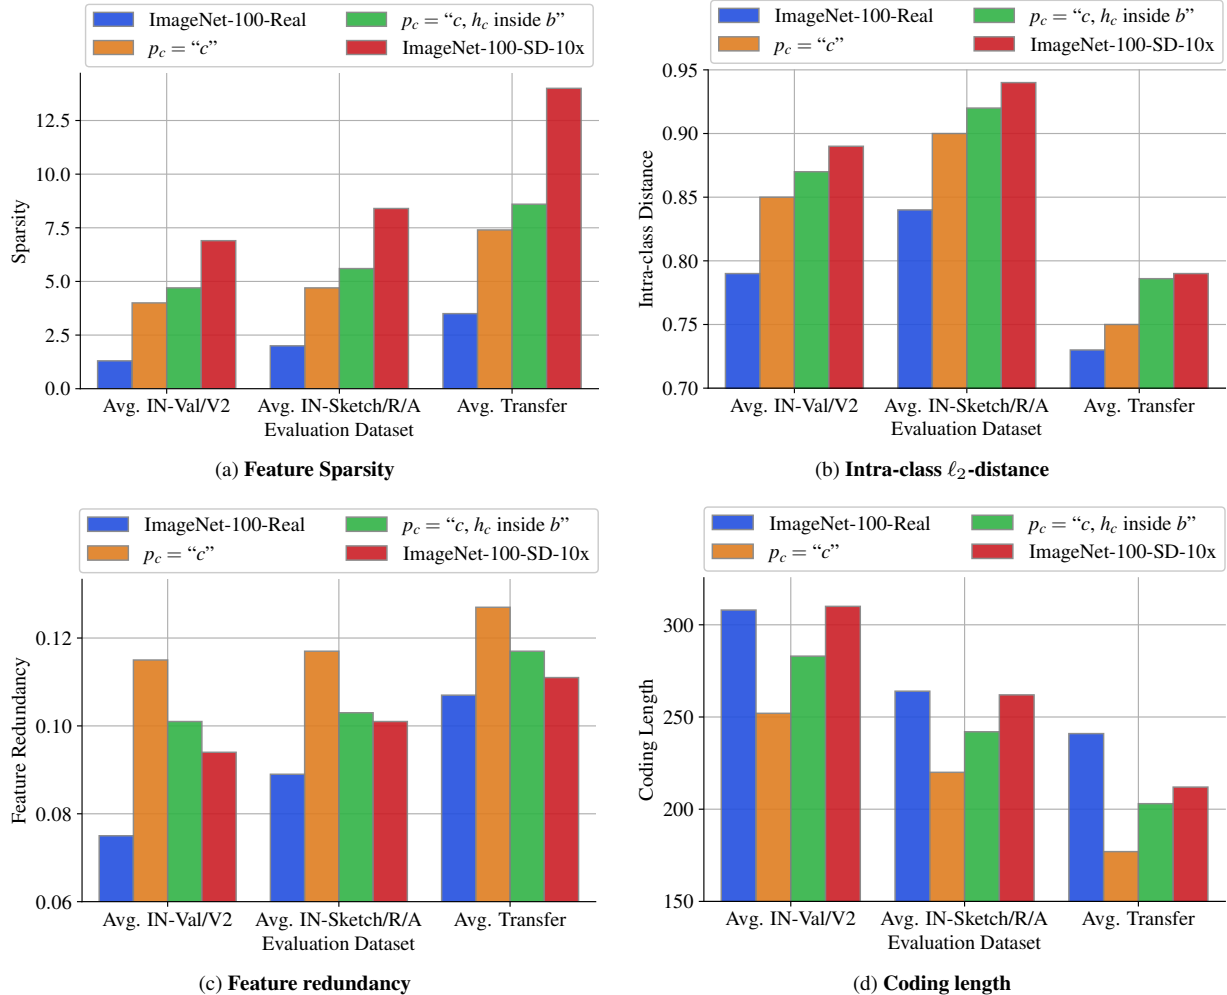 ImageNet-100-Real
p_c = “c”
p_c = “c, h_c inside b”
ImageNet-100-SD-10x
12.5
10.0
7.5
5.0
2.5
0.0
Sparsity
Avg. IN-Val/V2 Avg. IN-Sketch/R/A Avg. Transfer
Evaluation Dataset
(a) Feature Sparsity
ImageNet-100-Real
p_c = “c”
p_c = “c, h_c inside b”
ImageNet-100-SD-10x
0.95
0.90
0.85
0.80
0.75
0.70
Intra-class Distance
Avg. IN-Val/V2 Avg. IN-Sketch/R/A Avg. Transfer
Evaluation Dataset
(b) Intra-class ℓ₂-distance
ImageNet-100-Real
p_c = “c”
p_c = “c, h_c inside b”
ImageNet-100-SD-10x
0.12
0.10
0.08
0.06
Feature Redundancy
Avg. IN-Val/V2 Avg. IN-Sketch/R/A Avg. Transfer
Evaluation Dataset
(c) Feature redundancy
ImageNet-100-Real
p_c = “c”
p_c = “c, h_c inside b”
ImageNet-100-SD-10x
300
250
200
150
Coding Length
Avg. IN-Val/V2 Avg. IN-Sketch/R/A Avg. Transfer
Evaluation Dataset
(d) Coding length